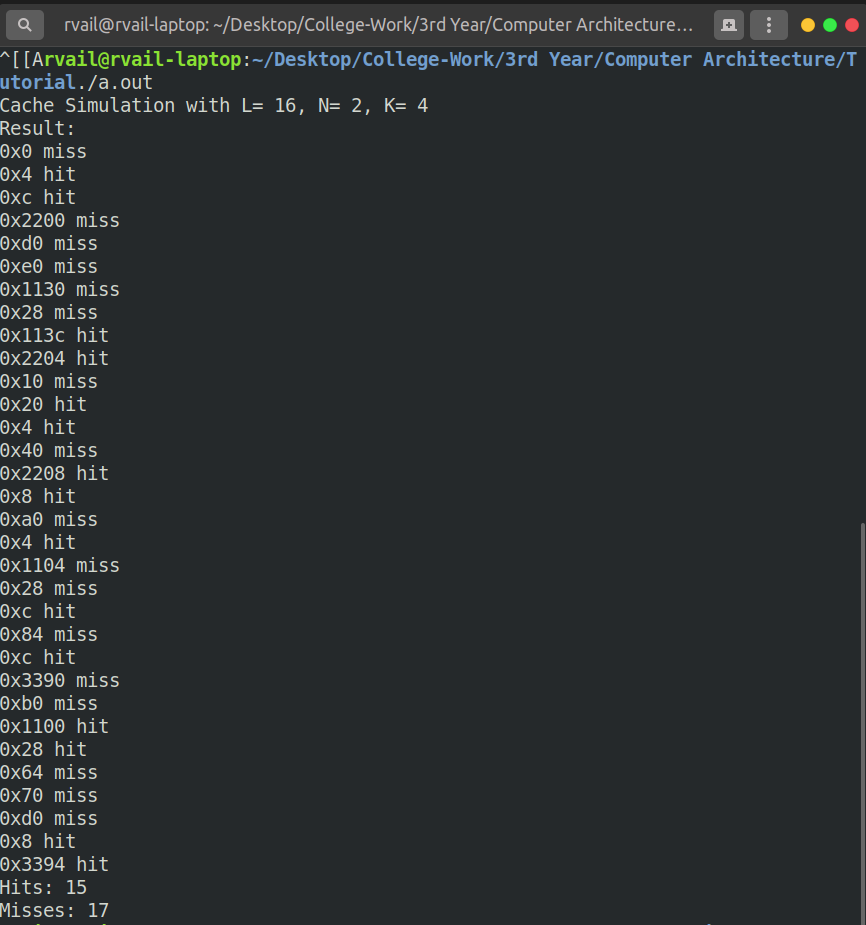 rvail@rvail-laptop: ~/Desktop/College-Work/3rd Year/Computer Architecture...
^[[Arvail@rvail-laptop:~/Desktop/College-Work/3rd Year/Computer Architecture/T
utorial./a.out
Cache Simulation with L= 16, N= 2, K= 4
Result:
0x0 miss
0x4 hit
0xc hit
0x2200 miss
0xd0 miss
0xe0 miss
0x1130 miss
0x28 miss
0x113c hit
0x2204 hit
0x10 miss
0x20 hit
0x4 hit
0x40 miss
0x2208 hit
0x8 hit
0xa0 miss
0x4 hit
0x1104 miss
0x28 miss
0xc hit
0x84 miss
0xc hit
0x3390 miss
0xb0 miss
0x1100 hit
0x28 hit
0x64 miss
0x70 miss
0xd0 miss
0x8 hit
0x3394 hit
Hits: 15
Misses: 17